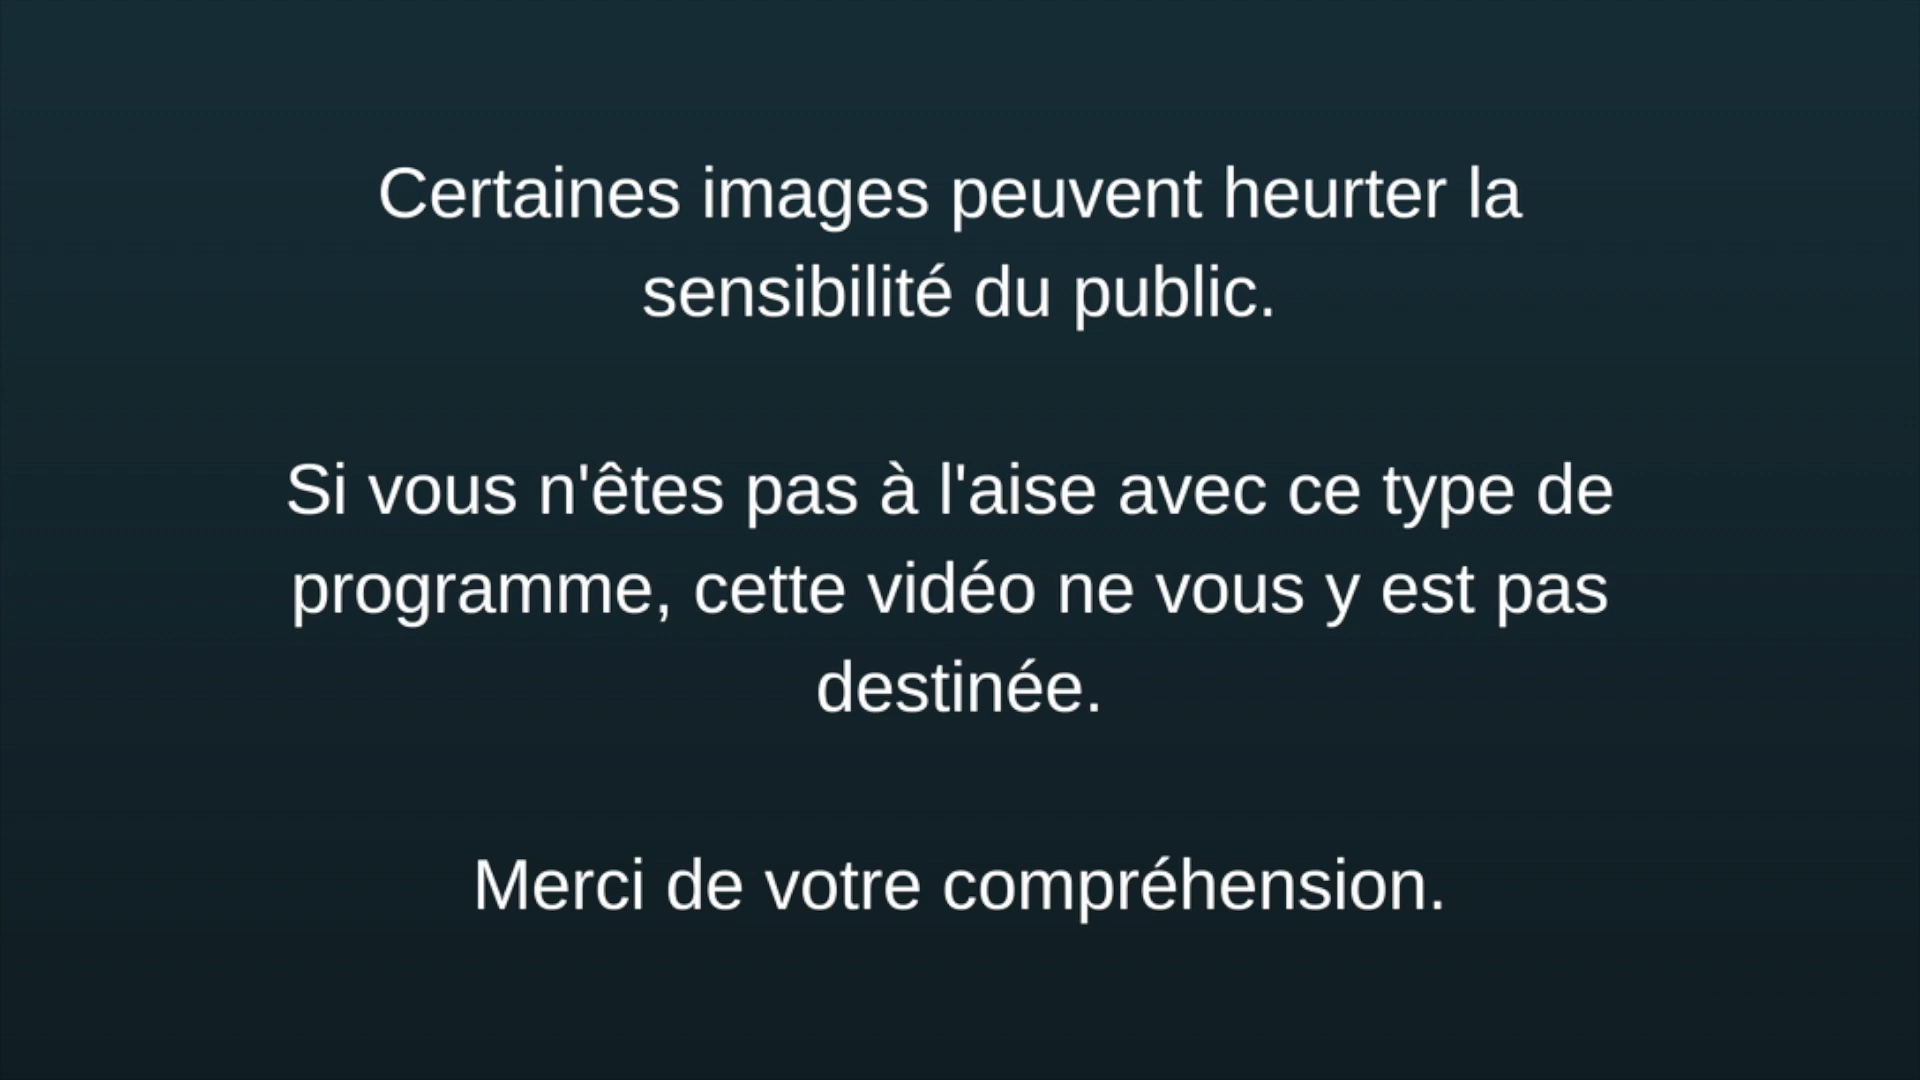 Certaines images peuvent heurter la
sensibilité du public.
Si vous n'êtes pas à l'aise avec ce type de
programme, cette vidéo ne vous y est pas
destinée.
Merci de votre compréhension.